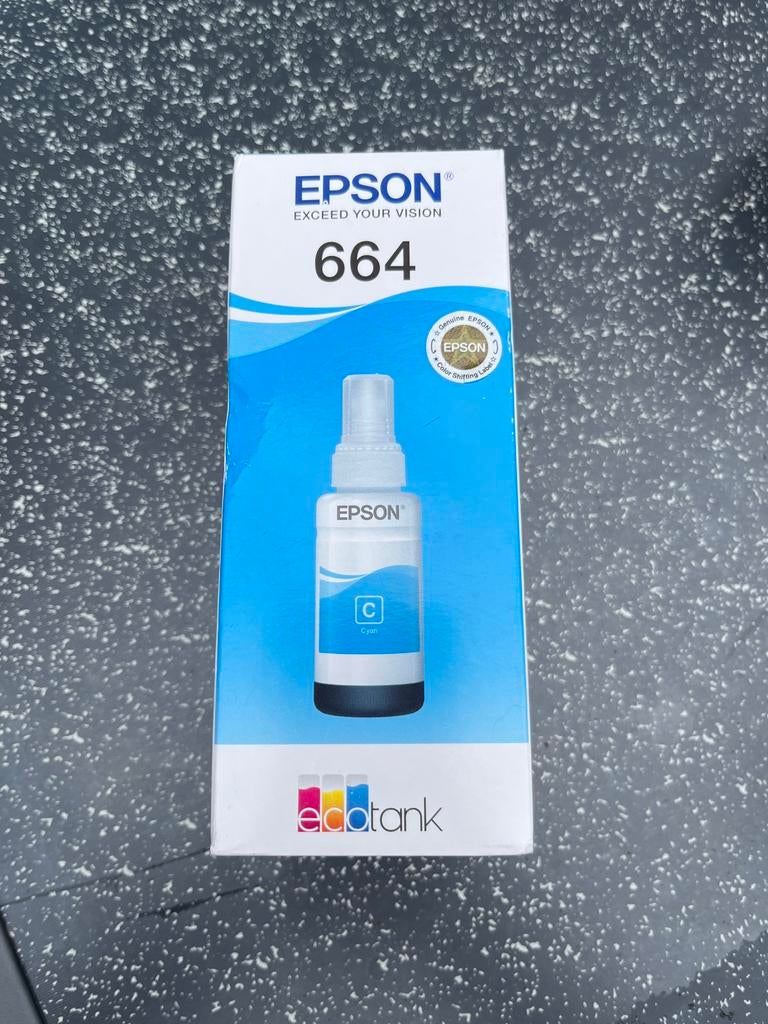 EPSON®
EXCEED YOUR VISION
664
Genuine EPSON
EPSON
Color Shifting Label
EPSON®
C
Cyan
ecotank